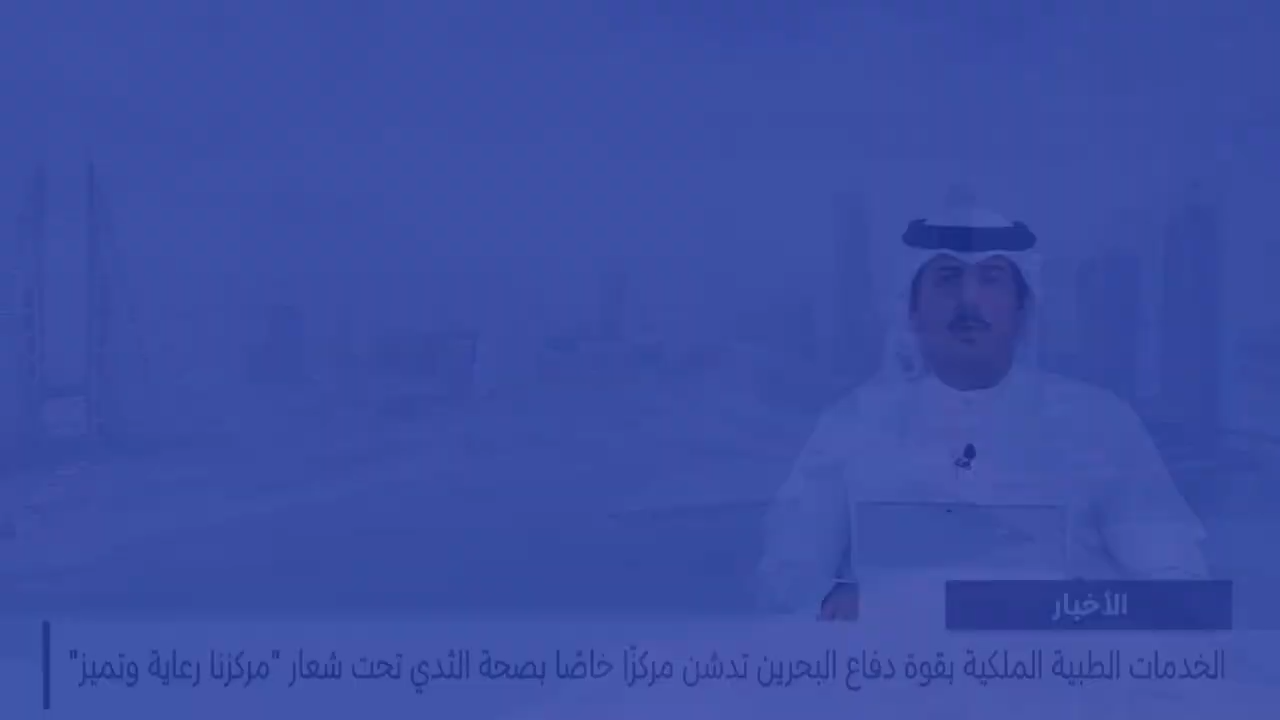 الأخبار
الخدمات الطبية الملكية بقوة دفاع البحرين تدشن مركزًا خاصًا بصحة الثدي تحت شعار "مركزنا رعاية وتميز"